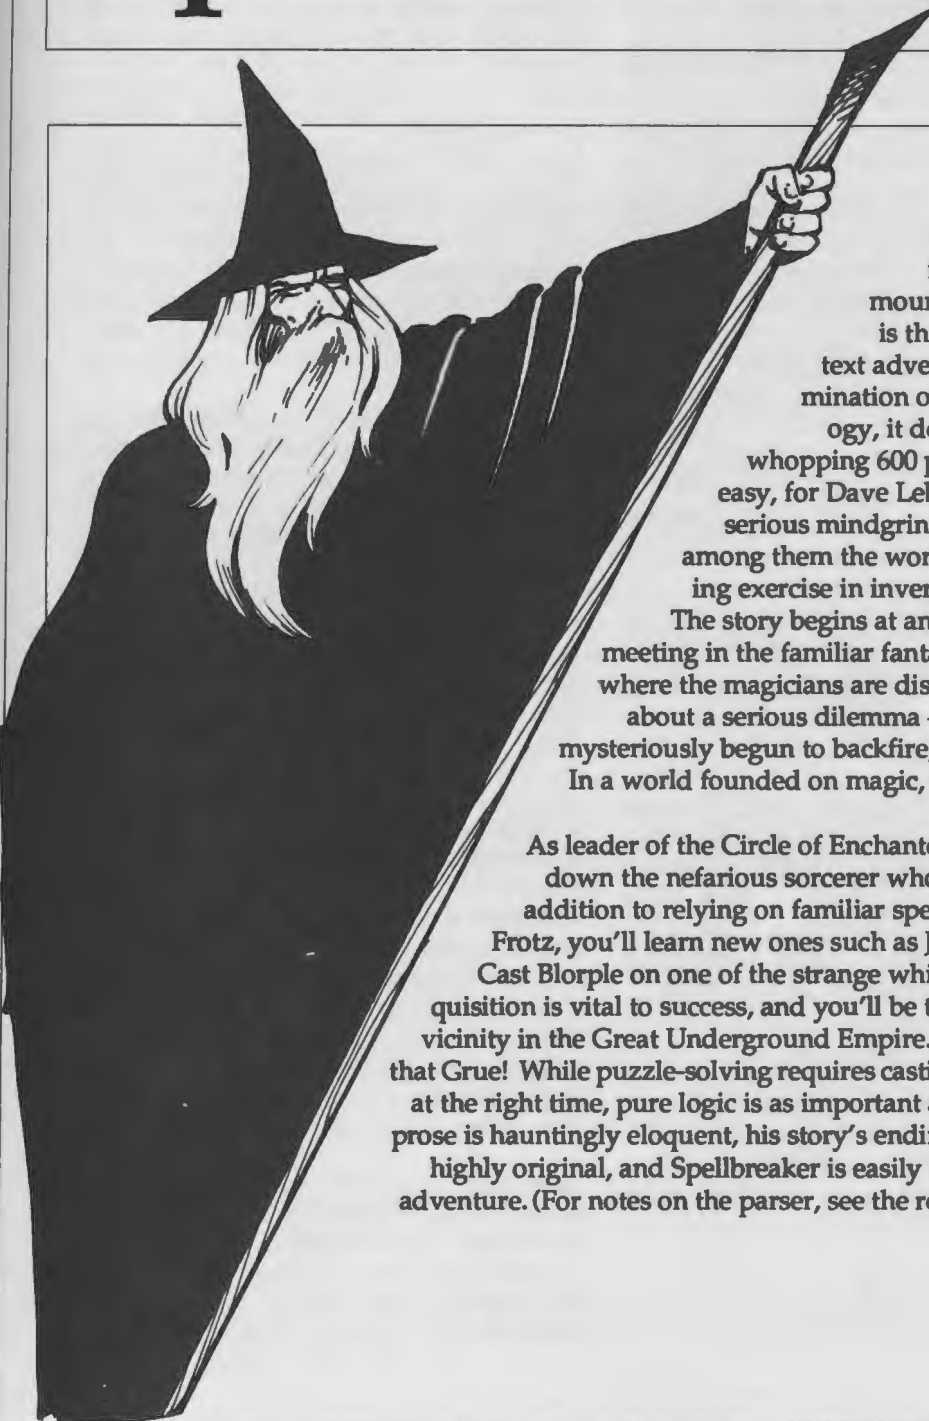 moun
is th
text adve
mination o
ogy, it d
whopping 600 p
easy, for Dave Le
serious mindgrin
among them the wor
ing exercise in inver
The story begins at an
meeting in the familiar fant
where the magicians are dis
about a serious dilemma
mysteriously begun to backfire,
In a world founded on magic,
As leader of the Circle of Enchant
down the nefarious sorcerer who
addition to relying on familiar spe
Frotz, you'll learn new ones such as
Cast Blorple on one of the strange whi
quisition is vital to success, and you'll be t
vicinity in the Great Underground Empire.
that Grue! While puzzle-solving requires casti
at the right time, pure logic is as important
prose is hauntingly eloquent, his story's endi
highly original, and Spellbreaker is easily
adventure. (For notes on the parser, see the r